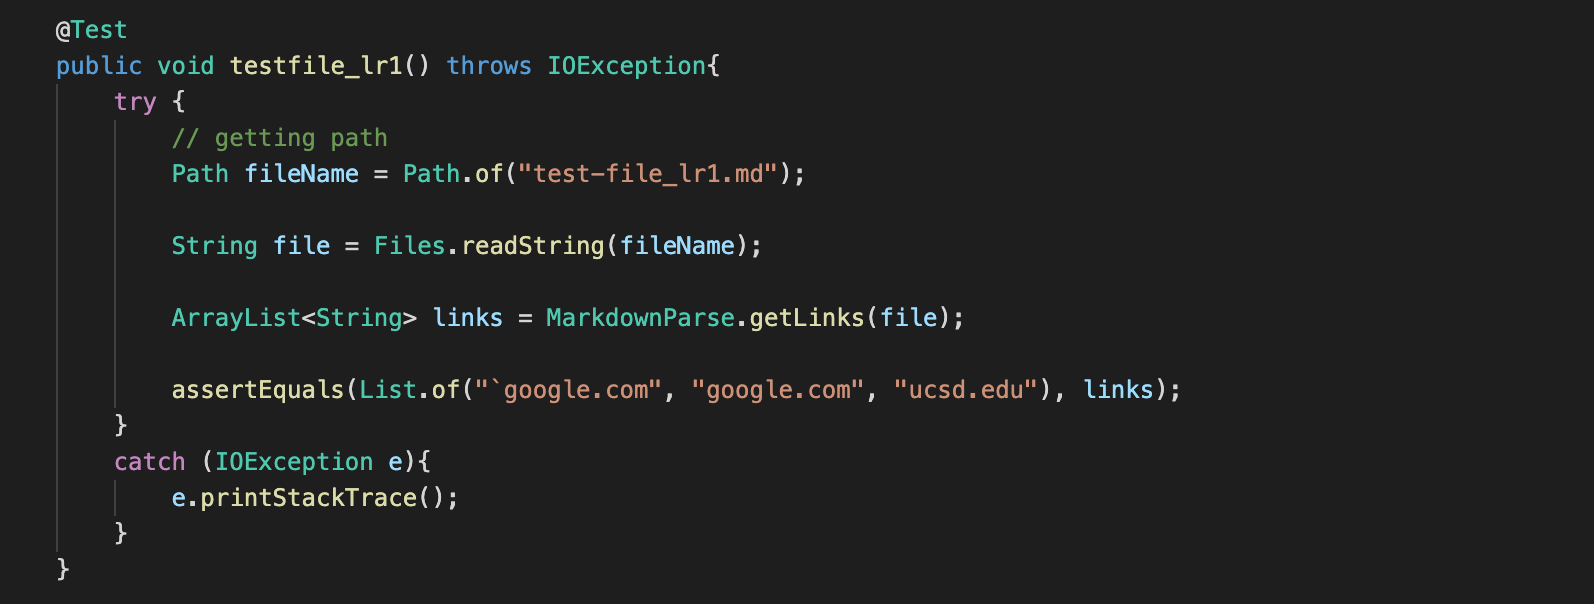 @Test
public void testfile_lr1() throws IOException{
try {
// getting path
Path fileName = Path.of("test-file_lr1.md");
String file = Files.readString(fileName);
ArrayList<String> links = MarkdownParse.getLinks(file);
assertEquals(List.of("`google.com", "google.com", "ucsd.edu"), links);
}
catch (IOException e){
e.printStackTrace();
}
}